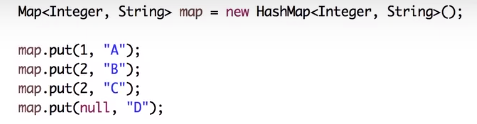 Map<Integer, String> map = new HashMap<Integer, String>();
map.put(1, "A");
map.put(2, "B");
map.put(2, "C");
map.put(null, "D");